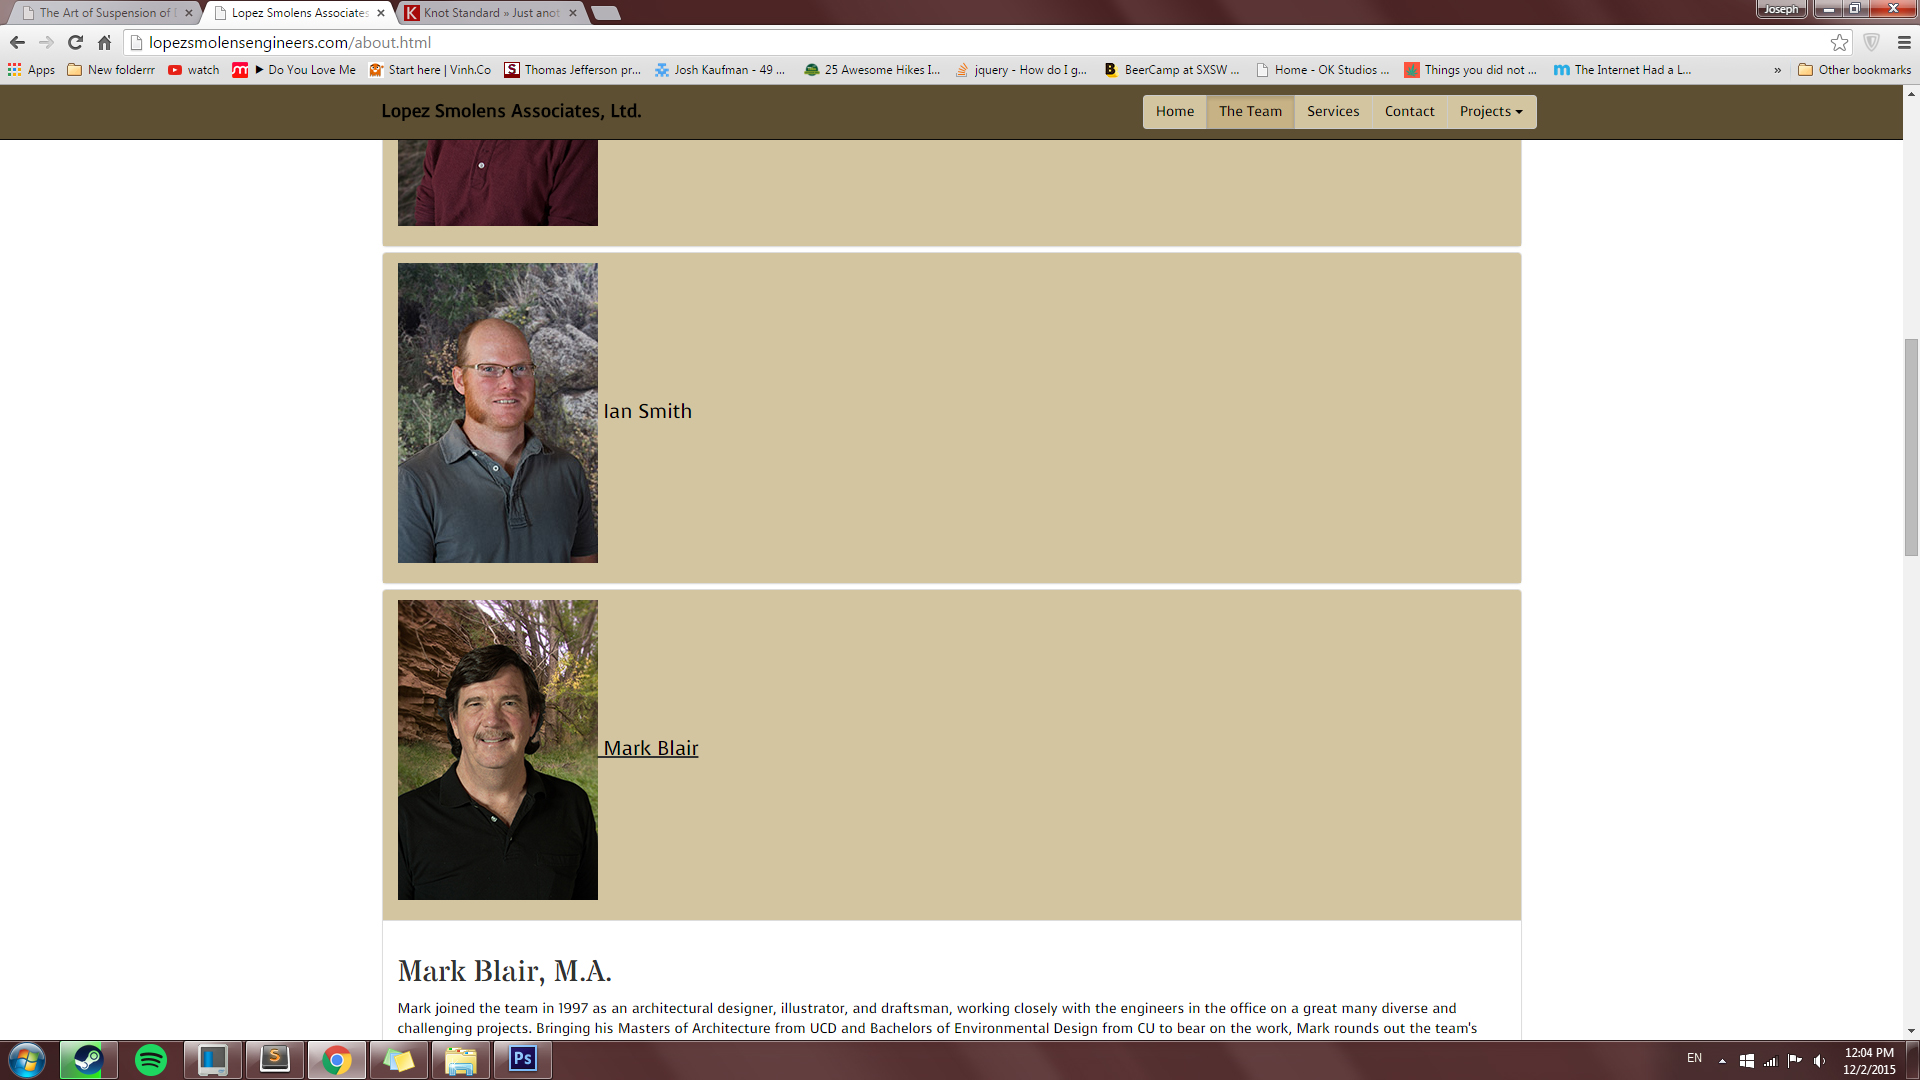 The Art of Suspension of
Lopez Smolens Associates
Knot Standard » Just anot
Joseph
lopezsmolensengineers.com/about.html
Apps
New folderrr
watch
► Do You Love Me
Start here | Vinh.Co
Thomas Jefferson pr...
Josh Kaufman - 49 ...
25 Awesome Hikes I...
jquery - How do I g...
BeerCamp at SXSW ...
Home - OK Studios ...
Things you did not ...
The Internet Had a L...
»
Other bookmarks
Lopez Smolens Associates, Ltd.
Home
The Team
Services
Contact
Projects
Ian Smith
Mark Blair
Mark Blair, M.A.
Mark joined the team in 1997 as an architectural designer, illustrator, and draftsman, working closely with the engineers in the office on a great many diverse and
challenging projects. Bringing his Masters of Architecture from UCD and Bachelors of Environmental Design from CU to bear on the work, Mark rounds out the team's
S
Ps
EN
12:04 PM
12/2/2015